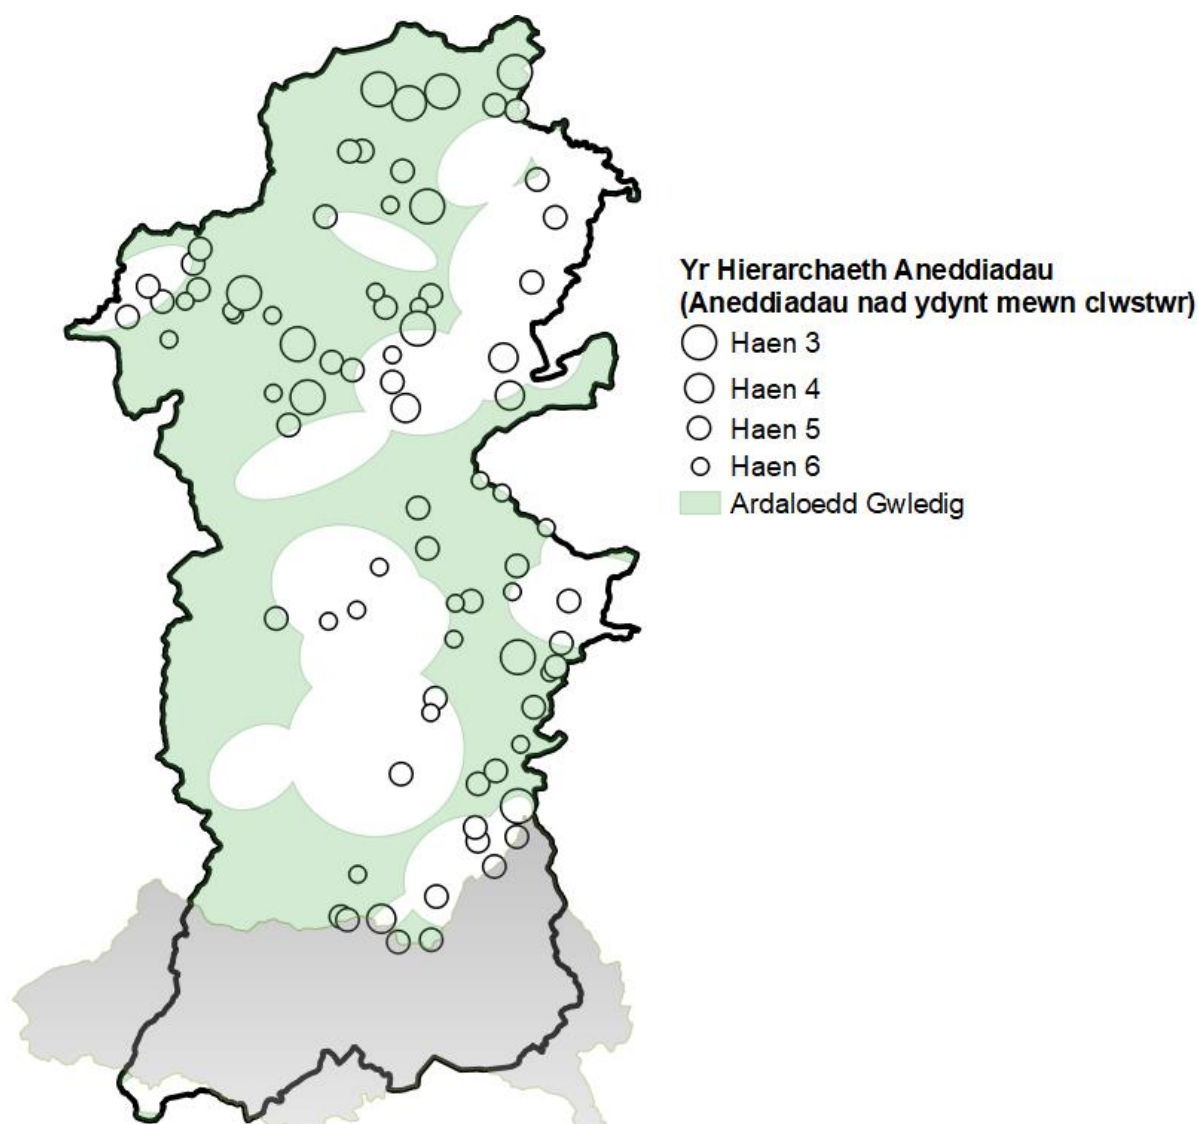 Yr Hierarchaeth Aneddiadau
(Aneddiadau nad ydynt mewn clwstwr)
Haen 3
Haen 4
Haen 5
Haen 6
Ardaloedd Gwledig